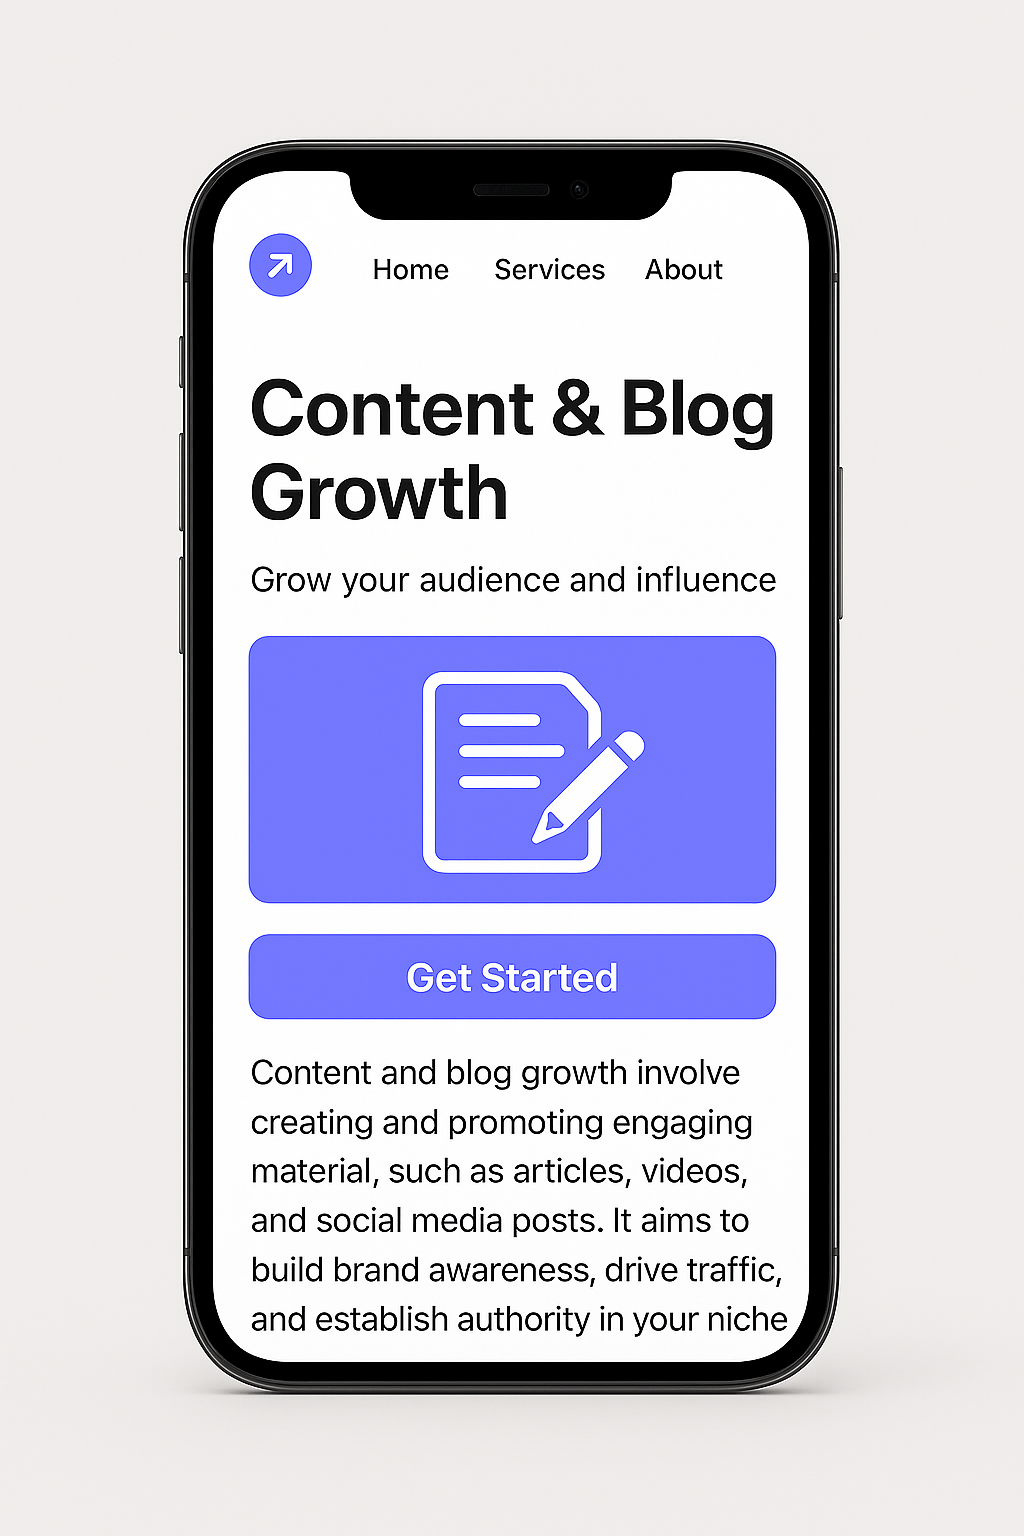 Home Services About
Content & Blog
Growth
Grow your audience and influence
Get Started
Content and blog growth involve
creating and promoting engaging
material, such as articles, videos,
and social media posts. It aims to
build brand awareness, drive traffic,
and establish authority in your niche